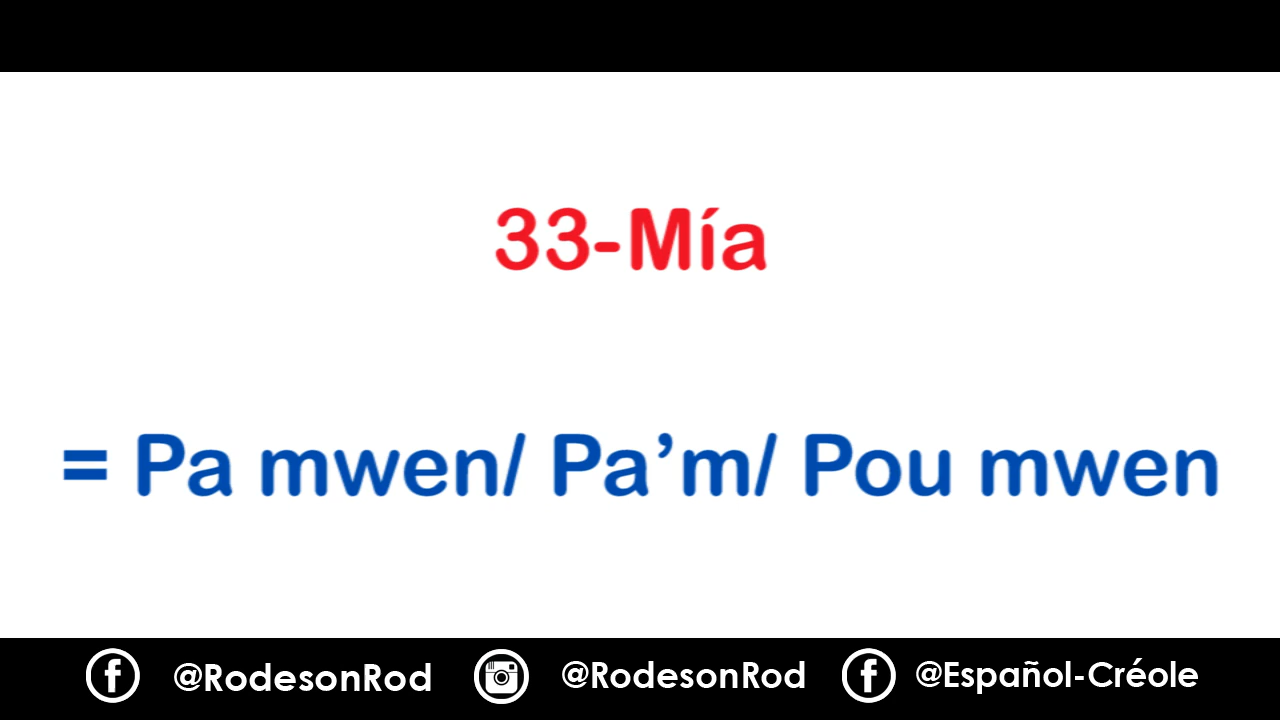 33-Mía
= Pa mwen/ Pa’m/ Pou mwen
@RodesonRod @RodesonRod @Español-Créole